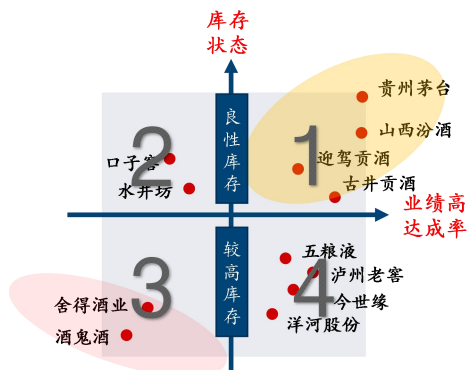 库存
状态
贵州茅台
良性库存
2
1
山西汾酒
口子窖
迎驾贡酒
水井坊
古井贡酒
业绩高
达成率
较高库存
五粮液
3
4
泸州老窖
舍得酒业
今世缘
洋河股份
酒鬼酒